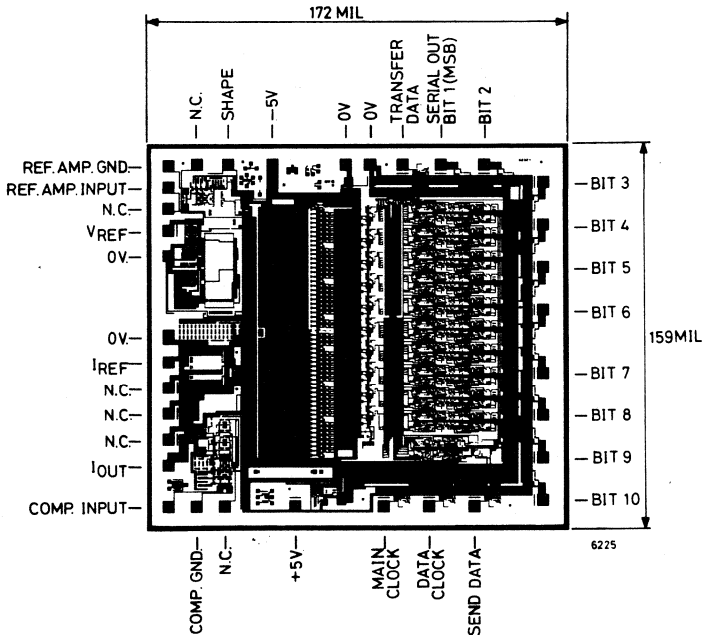 172 MIL
N.C.
SHAPE
-5V
0V
0V
TRANSFER
DATA
SERIAL OUT
BIT 1 (MSB)
BIT 2
REF. AMP. GND.
REF. AMP. INPUT
N.C.
VREF
0V.
0V.
IREF
N.C.
N.C.
N.C.
IOUT
COMP. INPUT
BIT 3
BIT 4
BIT 5
BIT 6
BIT 7
BIT 8
BIT 9
BIT 10
159 MIL
COMP. GND.
N.C.
+5V
MAIN
CLOCK
DATA
CLOCK
SEND DATA
6225